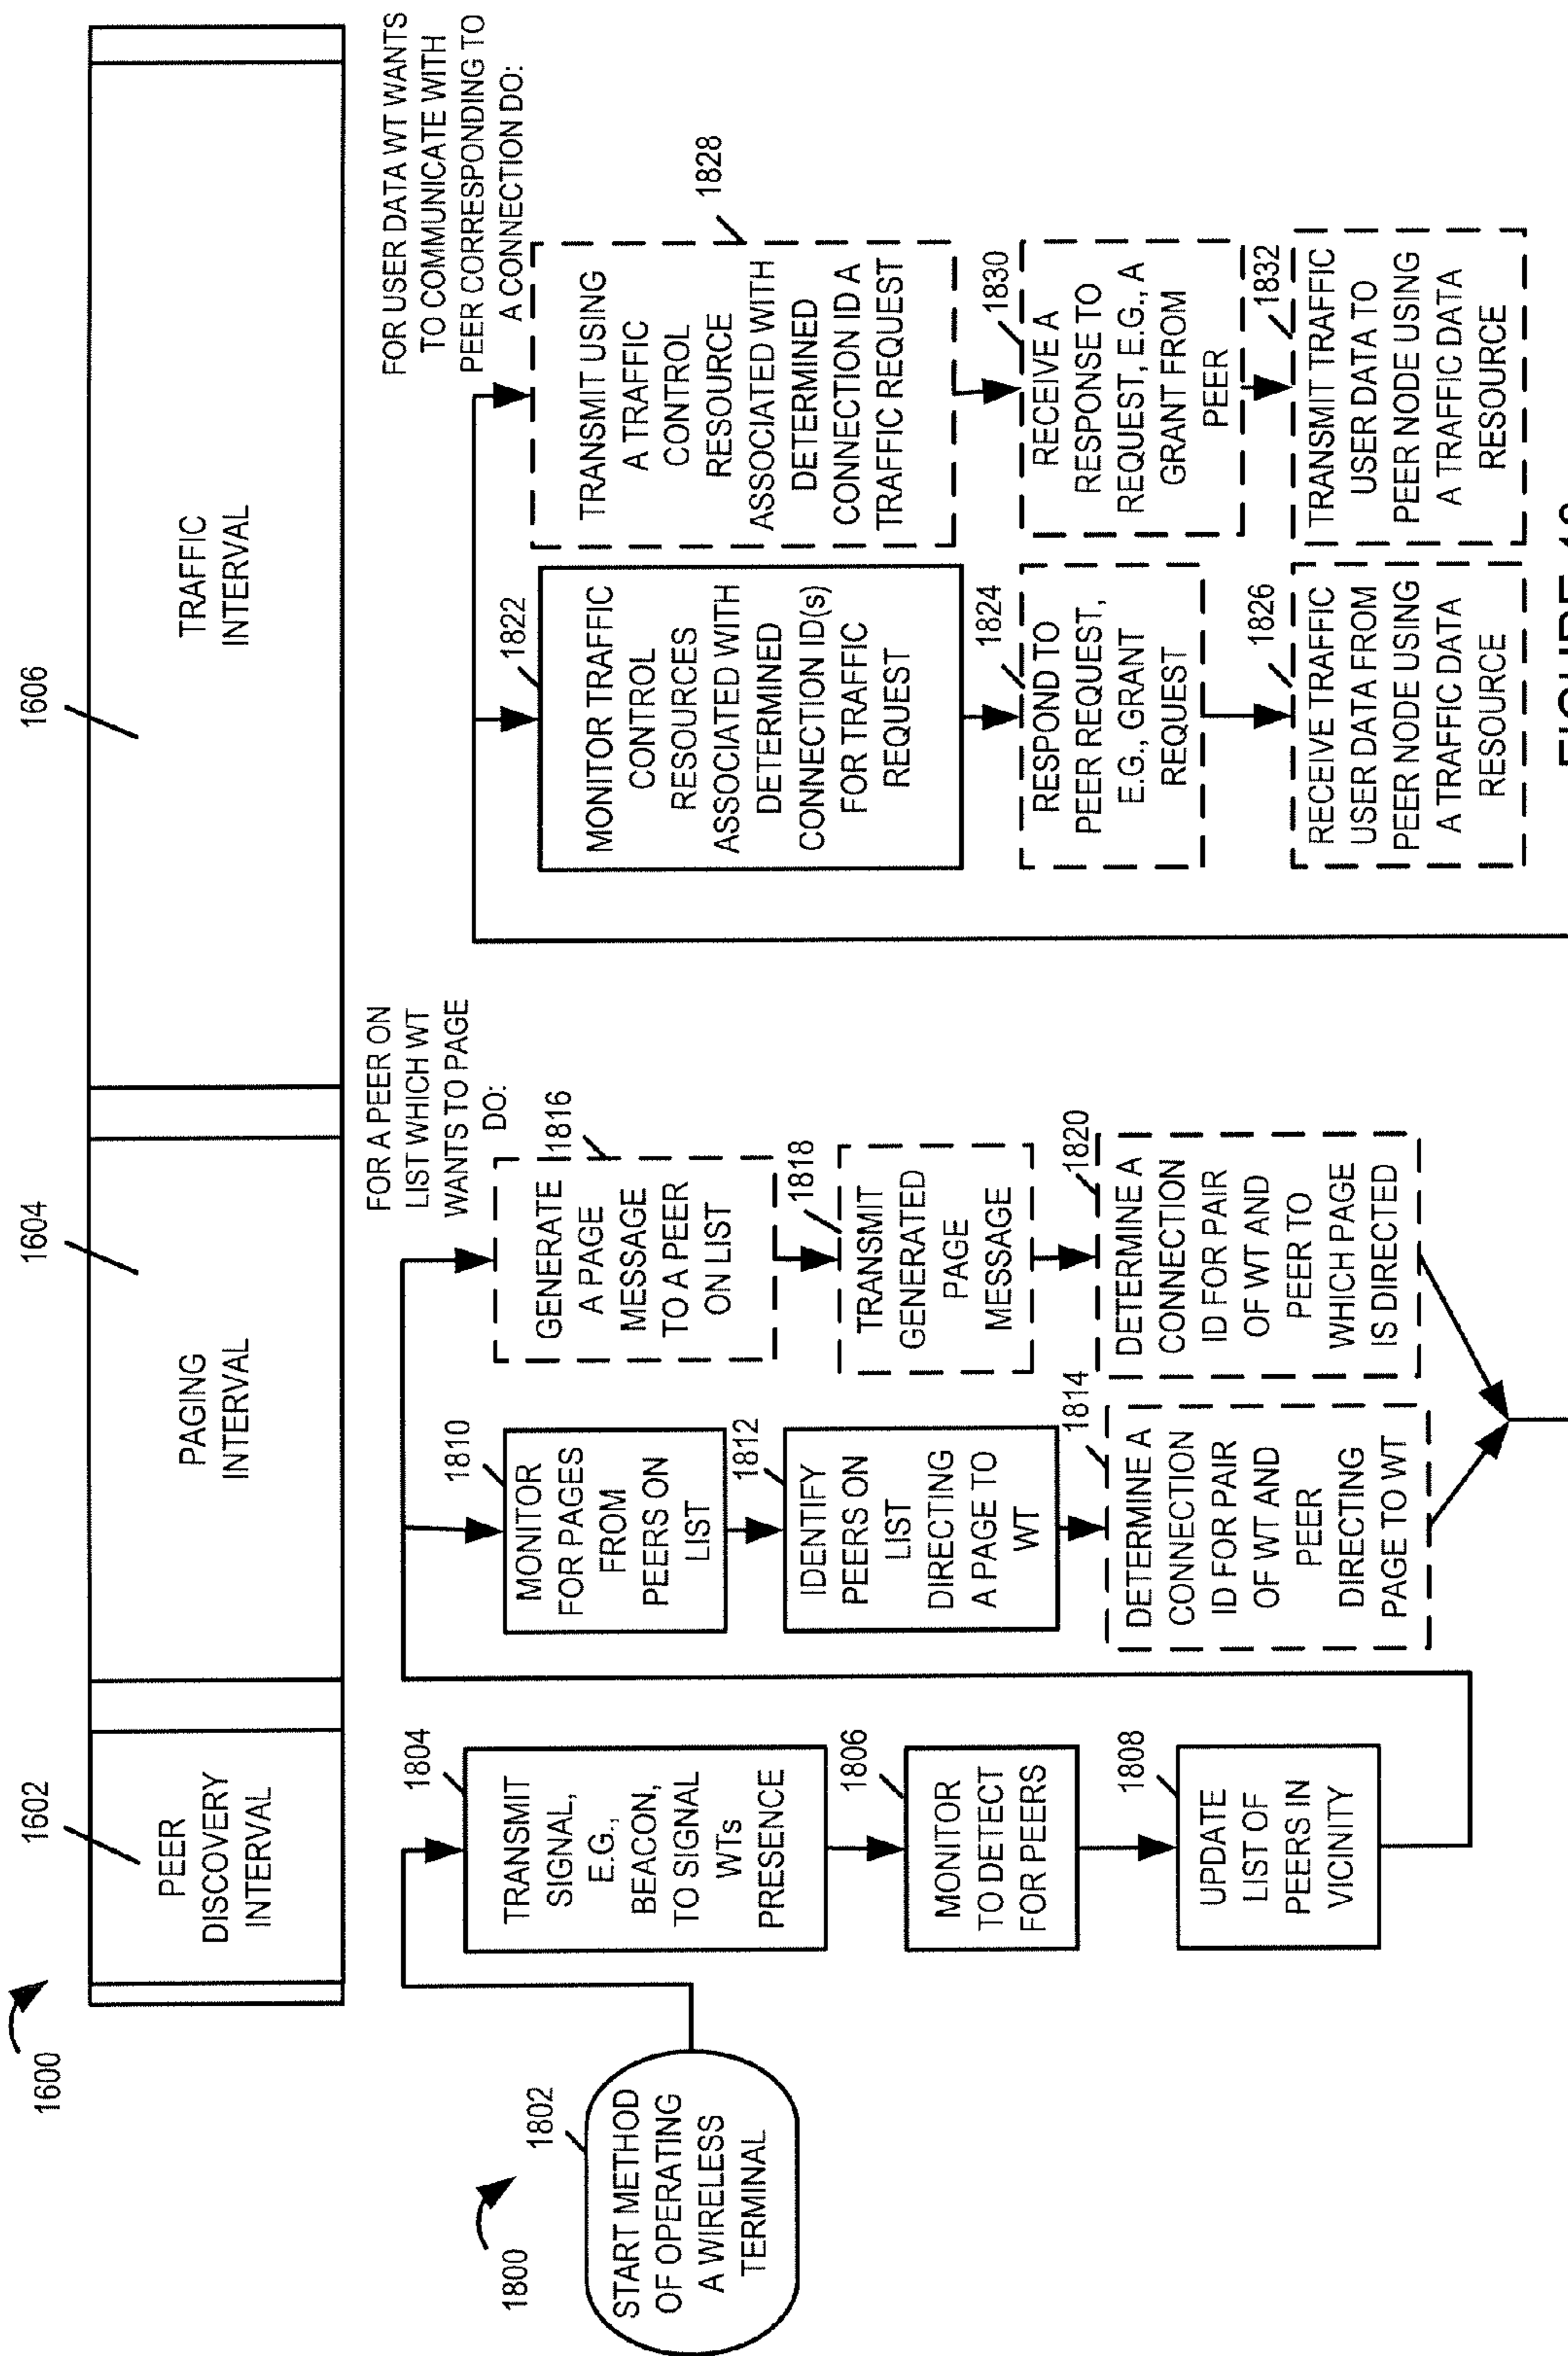 1600
1602
1604
1606
PEER
DISCOVERY
INTERVAL
PAGING
INTERVAL
TRAFFIC
INTERVAL
1800
1802
START METHOD
OF OPERATING
A WIRELESS
TERMINAL
1804
TRANSMIT
SIGNAL,
E.G.,
BEACON,
TO SIGNAL
WTs
PRESENCE
1806
MONITOR
TO DETECT
FOR PEERS
1808
UPDATE
LIST OF
PEERS IN
VICINITY
1810
MONITOR
FOR PAGES
FROM
PEERS ON
LIST
1812
IDENTIFY
PEERS ON
LIST
DIRECTING
A PAGE TO
WT
1814
DETERMINE A
CONNECTION
ID FOR PAIR
OF WT AND
PEER
DIRECTING
PAGE TO WT
FOR A PEER ON
LIST WHICH WT
WANTS TO PAGE
DO:
1816
GENERATE
A PAGE
MESSAGE
TO A PEER
ON LIST
1818
TRANSMIT
GENERATED
PAGE
MESSAGE
1820
DETERMINE A
CONNECTION
ID FOR PAIR
OF WT AND
PEER TO
WHICH PAGE
IS DIRECTED
1822
MONITOR TRAFFIC
CONTROL
RESOURCES
ASSOCIATED WITH
DETERMINED
CONNECTION ID(s)
FOR TRAFFIC
REQUEST
1824
RESPOND TO
PEER REQUEST,
E.G., GRANT
REQUEST
1826
RECEIVE TRAFFIC
USER DATA FROM
PEER NODE USING
A TRAFFIC DATA
RESOURCE
FOR USER DATA WT WANTS
TO COMMUNICATE WITH
PEER CORRESPONDING TO
A CONNECTION DO:
1828
TRANSMIT USING
A TRAFFIC
CONTROL
RESOURCE
ASSOCIATED WITH
DETERMINED
CONNECTION ID A
TRAFFIC REQUEST
1830
RECEIVE A
RESPONSE TO
REQUEST, E.G., A
GRANT FROM
PEER
1832
TRANSMIT TRAFFIC
USER DATA TO
PEER NODE USING
A TRAFFIC DATA
RESOURCE